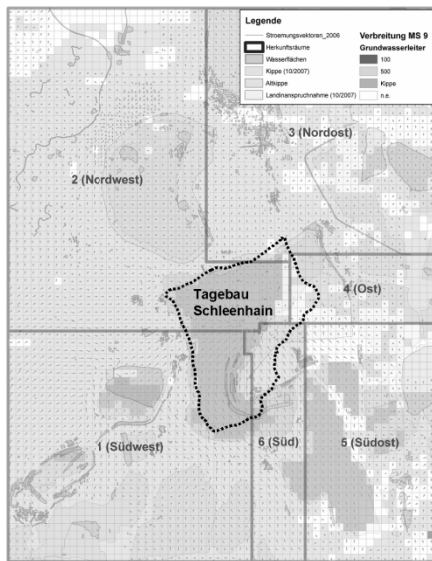 Legende
Stroemungsvektoren_2006
Herkunftsräume
Wasserflächen
Kippe (10/2007)
Altkippe
Landinanspruchnahme (10/2007)
Verbreitung MS 9
Grundwasserleiter
100
500
Kippe
n.e.
3 (Nordost)
2 (Nordwest)
4 (Ost)
Tagebau
Schleenhain
1 (Südwest)
6 (Süd)
5 (Südost)